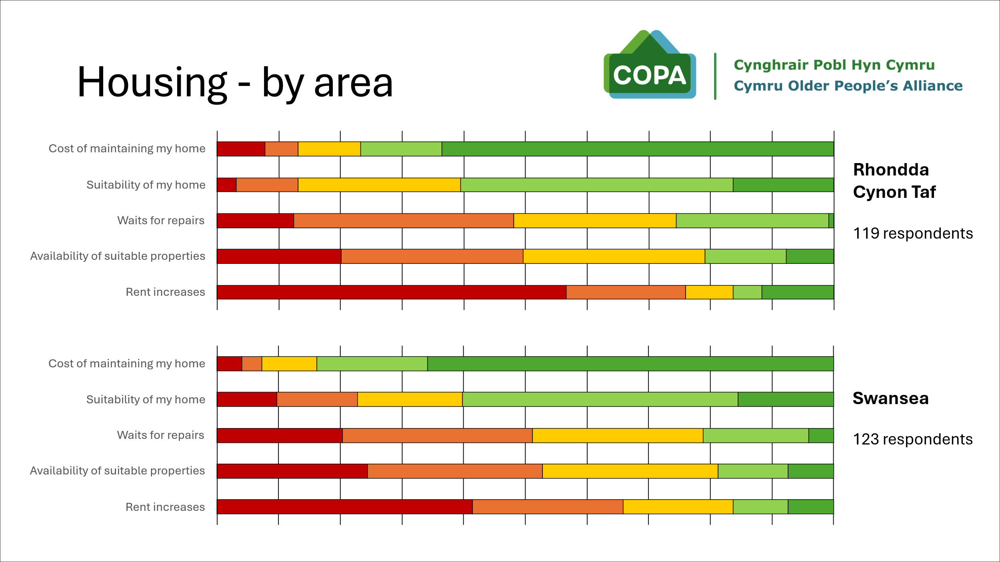 Housing - by area
COPA
Cynghrair Pobl Hyn Cymru
Cymru Older People’s Alliance
Cost of maintaining my home
Suitability of my home
Waits for repairs
Availability of suitable properties
Rent increases
Rhondda
Cynon Taf
119 respondents
Cost of maintaining my home
Suitability of my home
Waits for repairs
Availability of suitable properties
Rent increases
Swansea
123 respondents